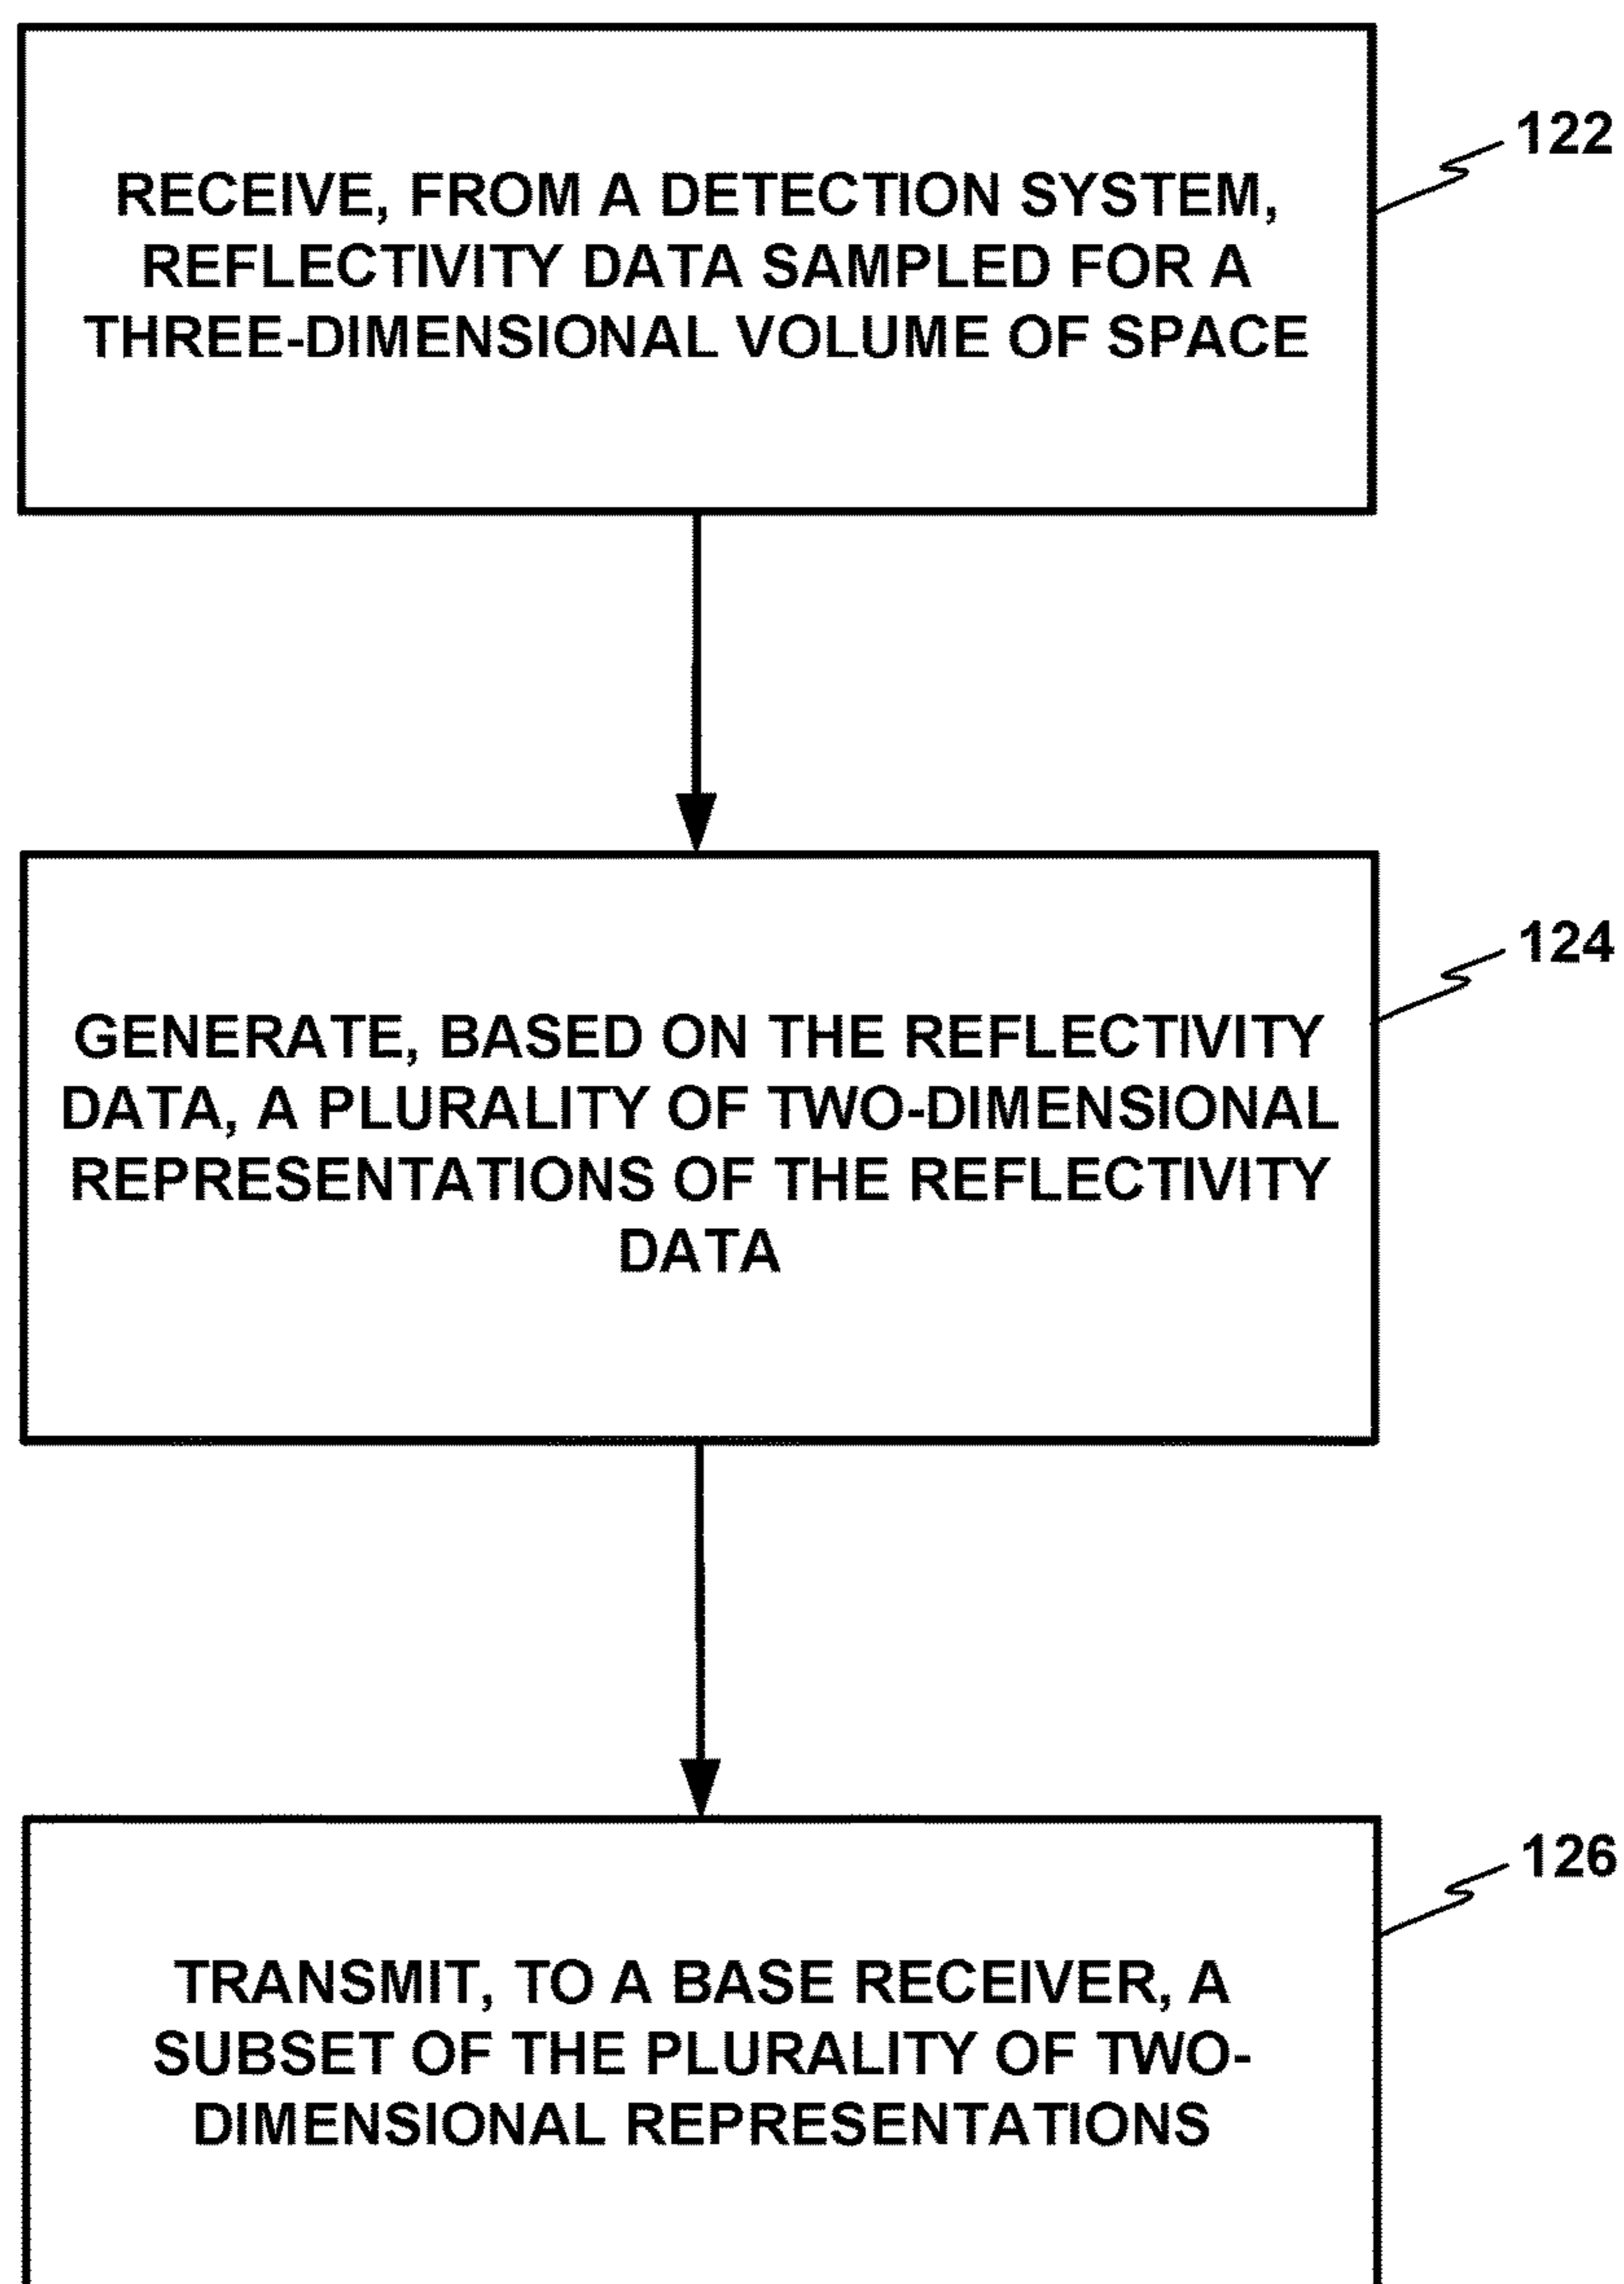 122
RECEIVE, FROM A DETECTION SYSTEM,
REFLECTIVITY DATA SAMPLED FOR A
THREE-DIMENSIONAL VOLUME OF SPACE
124
GENERATE, BASED ON THE REFLECTIVITY
DATA, A PLURALITY OF TWO-DIMENSIONAL
REPRESENTATIONS OF THE REFLECTIVITY
DATA
126
TRANSMIT, TO A BASE RECEIVER, A
SUBSET OF THE PLURALITY OF TWO-
DIMENSIONAL REPRESENTATIONS